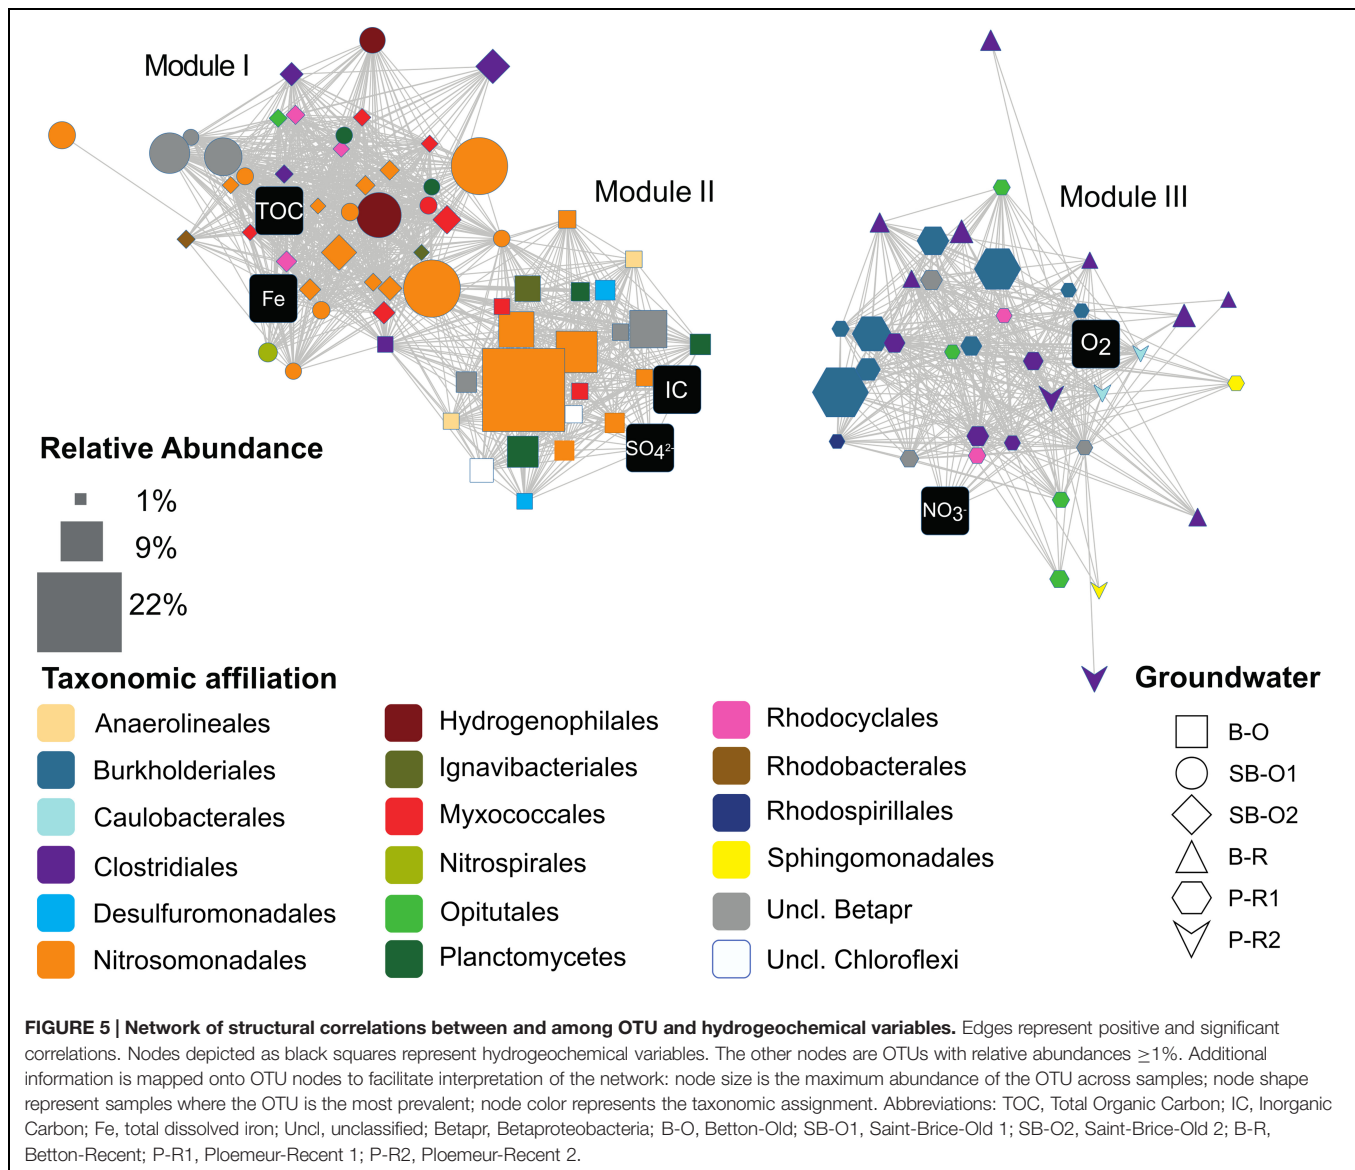 Module I
Module II
Module III
TOC
Fe
IC
SO4²⁻
O2
NO3⁻
Relative Abundance
1%
9%
22%
Taxonomic affiliation
Anaerolineales
Burkholderiales
Caulobacterales
Clostridiales
Desulfuromonadales
Nitrosomonadales
Hydrogenophilales
Ignavibacteriales
Myxococcales
Nitrospirales
Opitutales
Planctomycetes
Rhodocyclales
Rhodobacterales
Rhodospirillales
Sphingomonadales
Uncl. Betapr
Uncl. Chloroflexi
Groundwater
B-O
SB-O1
SB-O2
B-R
P-R1
P-R2
FIGURE 5 | Network of structural correlations between and among OTU and hydrogeochemical variables. Edges represent positive and significant
correlations. Nodes depicted as black squares represent hydrogeochemical variables. The other nodes are OTUs with relative abundances ≥1%. Additional
information is mapped onto OTU nodes to facilitate interpretation of the network: node size is the maximum abundance of the OTU across samples; node shape
represent samples where the OTU is the most prevalent; node color represents the taxonomic assignment. Abbreviations: TOC, Total Organic Carbon; IC, Inorganic
Carbon; Fe, total dissolved iron; Uncl, unclassified; Betapr, Betaproteobacteria; B-O, Betton-Old; SB-O1, Saint-Brice-Old 1; SB-O2, Saint-Brice-Old 2; B-R,
Betton-Recent; P-R1, Ploemeur-Recent 1; P-R2, Ploemeur-Recent 2.